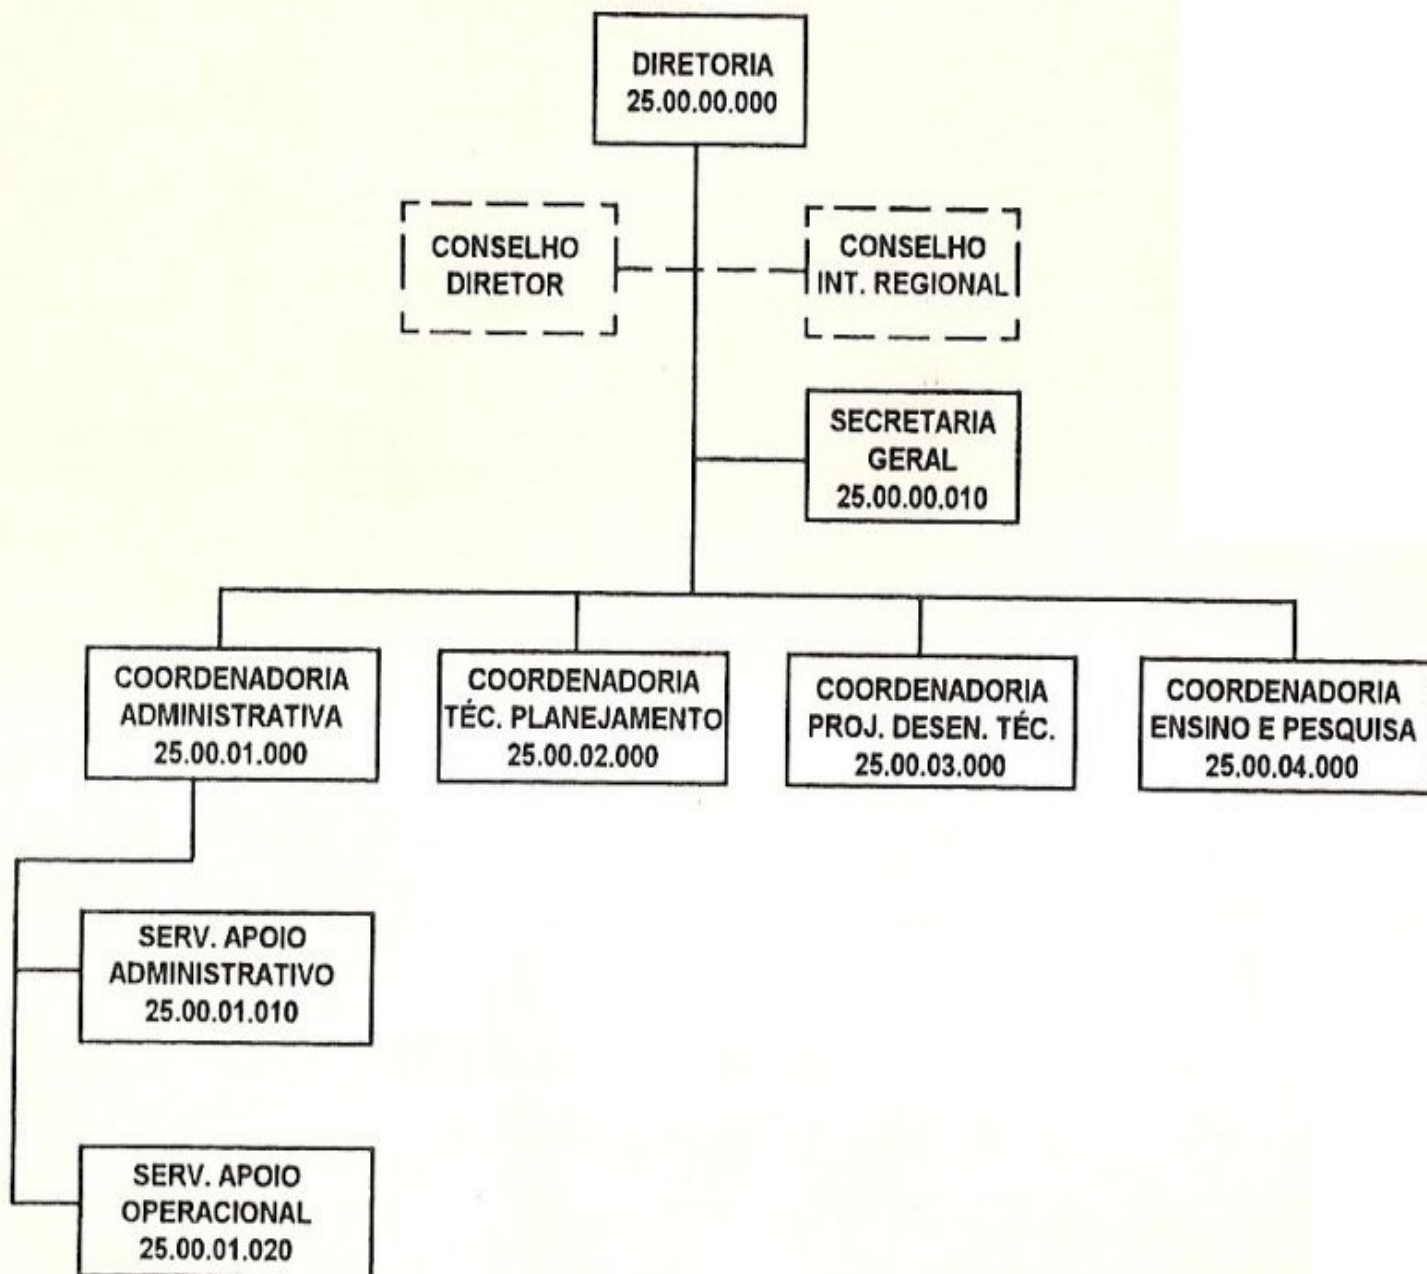 DIRETORIA
25.00.00.000
CONSELHO
DIRETOR
CONSELHO
INT. REGIONAL
SECRETARIA
GERAL
25.00.00.010
COORDENADORIA
ADMINISTRATIVA
25.00.01.000
COORDENADORIA
TÉC. PLANEJAMENTO
25.00.02.000
COORDENADORIA
PROJ. DESEN. TÉC.
25.00.03.000
COORDENADORIA
ENSINO E PESQUISA
25.00.04.000
SERV. APOIO
ADMINISTRATIVO
25.00.01.010
SERV. APOIO
OPERACIONAL
25.00.01.020